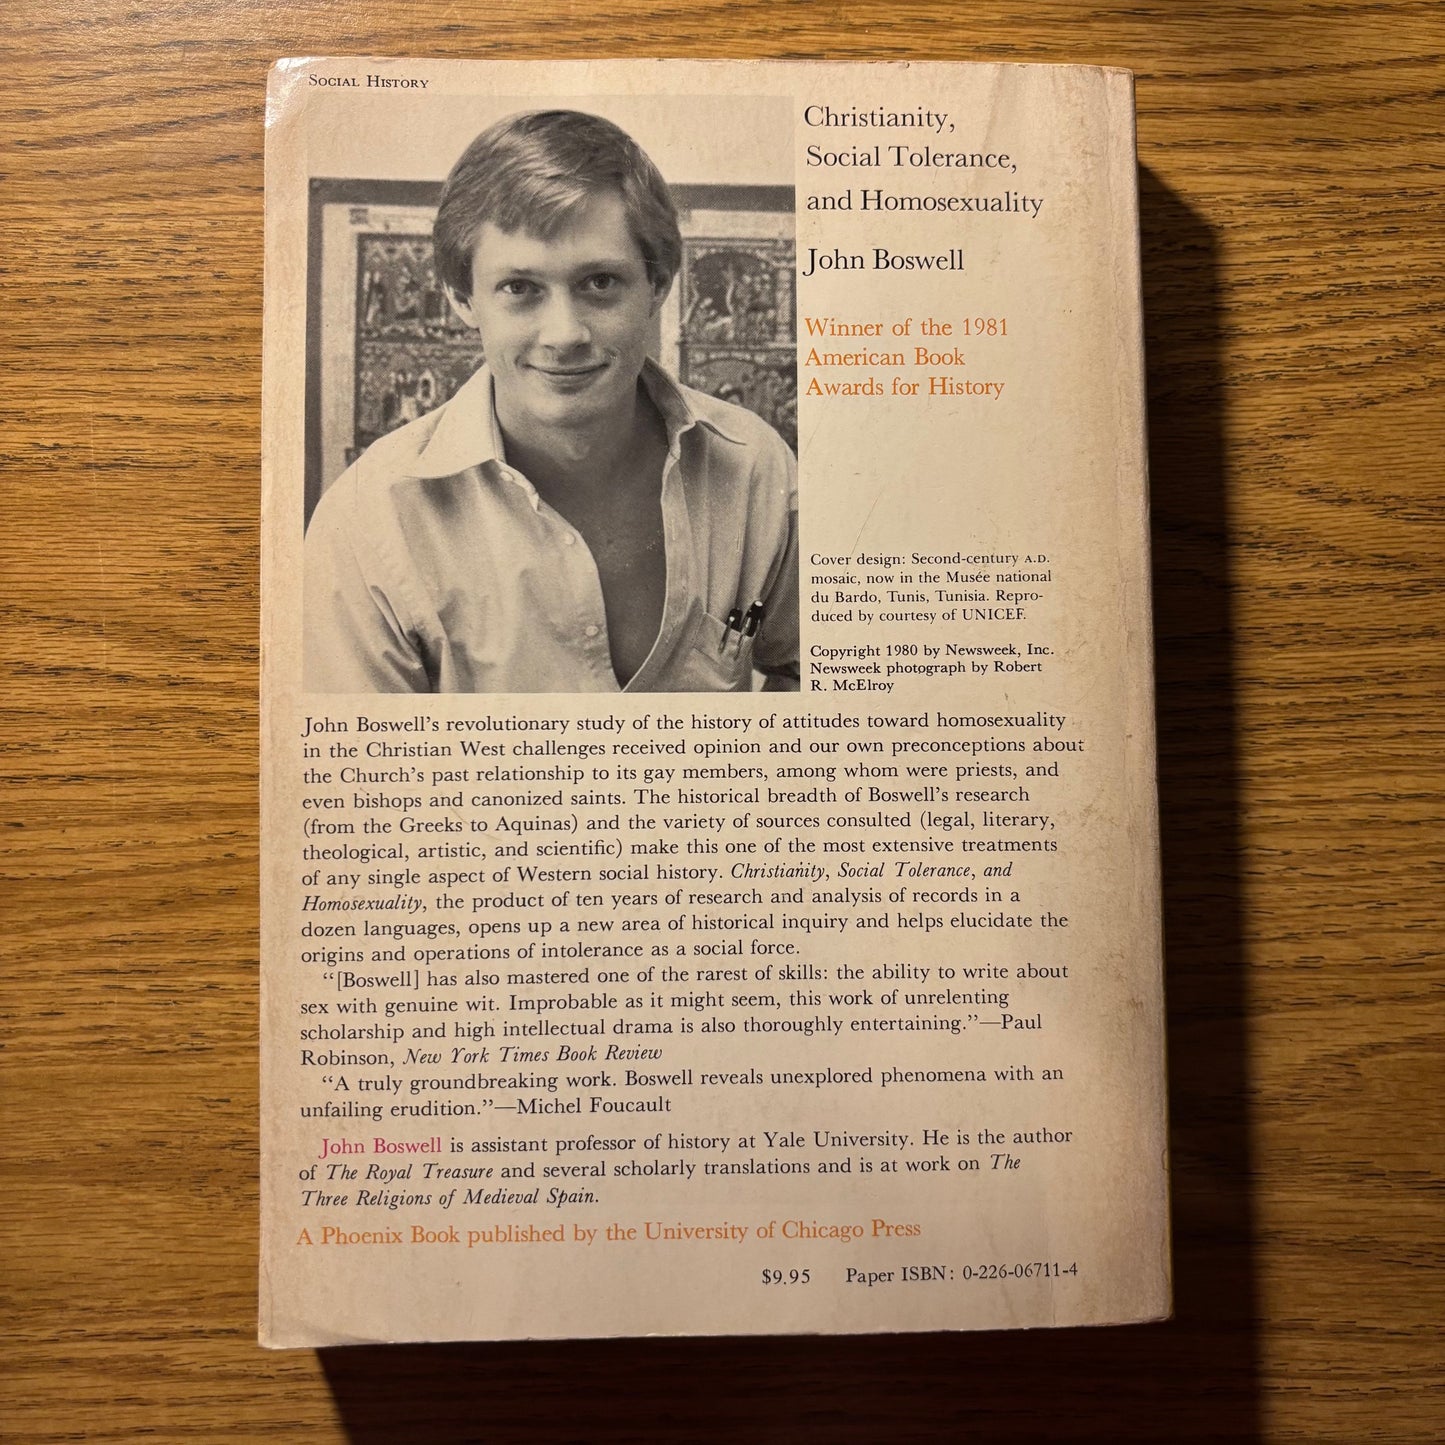 SOCIAL HISTORY
Christianity,
Social Tolerance,
and Homosexuality
John Boswell
Winner of the 1981
American Book
Awards for History
Cover design: Second-century A.D.
mosaic, now in the Musée national
du Bardo, Tunis, Tunisia. Repro-
duced by courtesy of UNICEF.
Copyright 1980 by Newsweek, Inc.
Newsweek photograph by Robert
R. McElroy
John Boswell's revolutionary study of the history of attitudes toward homosexuality
in the Christian West challenges received opinion and our own preconceptions about
the Church's past relationship to its gay members, among whom were priests, and
even bishops and canonized saints. The historical breadth of Boswell's research
(from the Greeks to Aquinas) and the variety of sources consulted (legal, literary,
theological, artistic, and scientific) make this one of the most extensive treatments
of any single aspect of Western social history. Christianity, Social Tolerance, and
Homosexuality, the product of ten years of research and analysis of records in a
dozen languages, opens up a new area of historical inquiry and helps elucidate the
origins and operations of intolerance as a social force.
"[Boswell] has also mastered one of the rarest of skills: the ability to write about
sex with genuine wit. Improbable as it might seem, this work of unrelenting
scholarship and high intellectual drama is also thoroughly entertaining."—Paul
Robinson, New York Times Book Review
"A truly groundbreaking work. Boswell reveals unexplored phenomena with an
unfailing erudition."—Michel Foucault
John Boswell is assistant professor of history at Yale University. He is the author
of The Royal Treasure and several scholarly translations and is at work on The
Three Religions of Medieval Spain.
A Phoenix Book published by the University of Chicago Press
$9.95 Paper ISBN: 0-226-06711-4